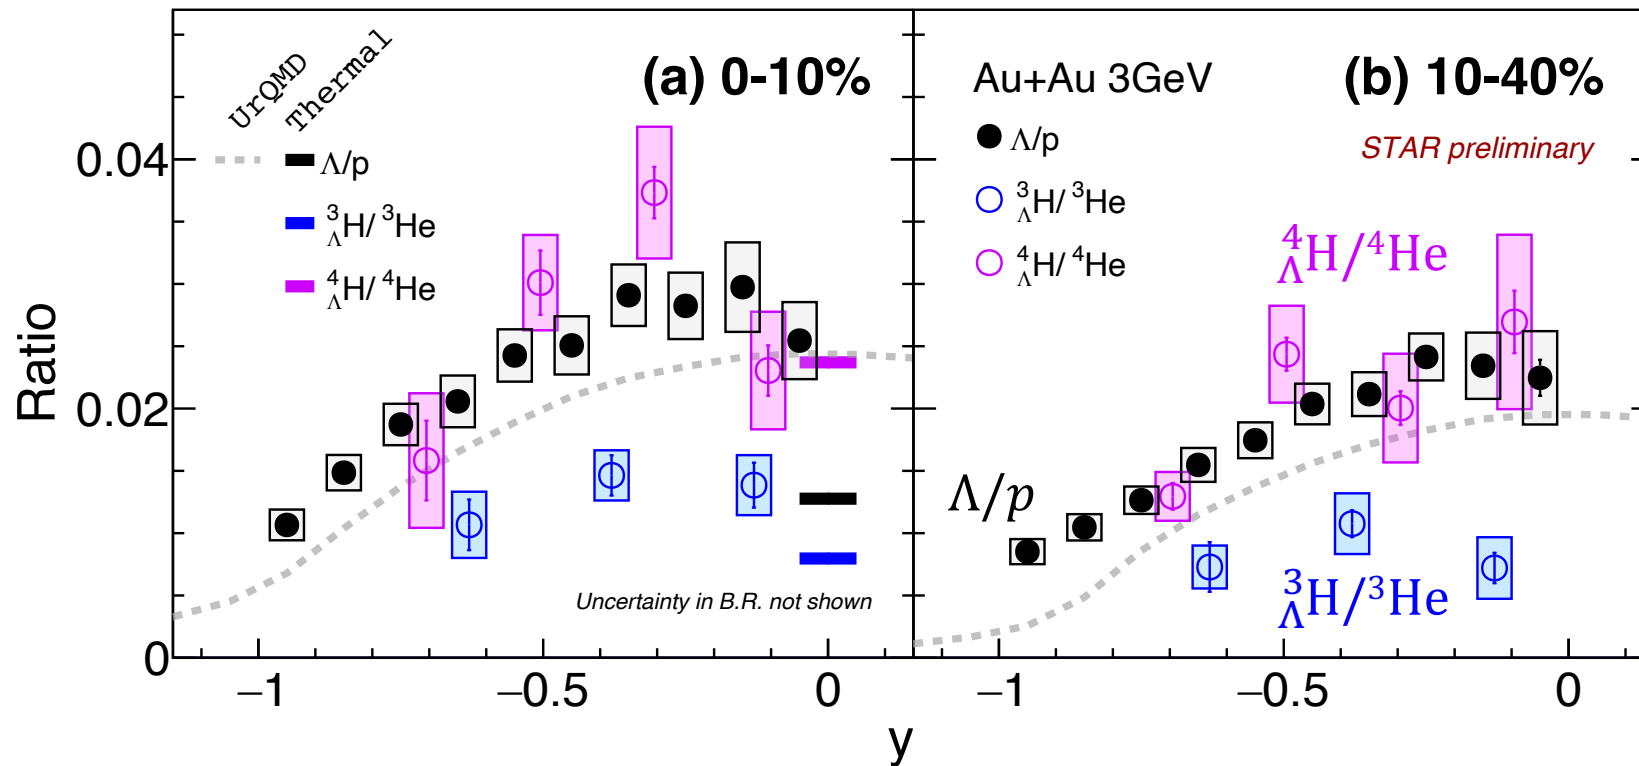 (a) 0-10%
UrQMD
Thermal
Λ/p
³ΛH/ ³He
⁴ΛH/ ⁴He
Uncertainty in B.R. not shown
Au+Au 3GeV
(b) 10-40%
STAR preliminary
Λ/p
³ΛH/ ³He
⁴ΛH/ ⁴He
⁴ΛH/⁴He
Λ/p
³ΛH/³He
Ratio
0.04
0.02
0
−1
−0.5
0
−1
−0.5
0
y